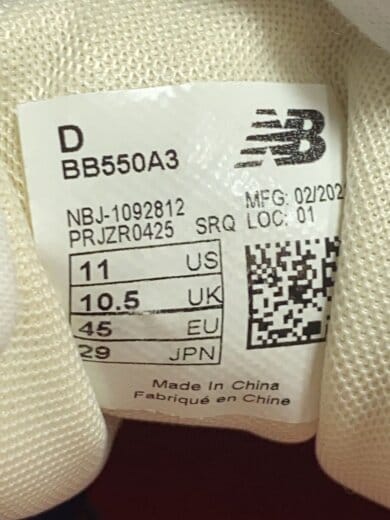 D
BB550A3
NB
NBJ-1092812
PRJZR0425 SRQ
MFG: 02/202
LOC: 01
11 US
10.5 UK
45 EU
29 JPN
Made In China
Fabriqué en Chine